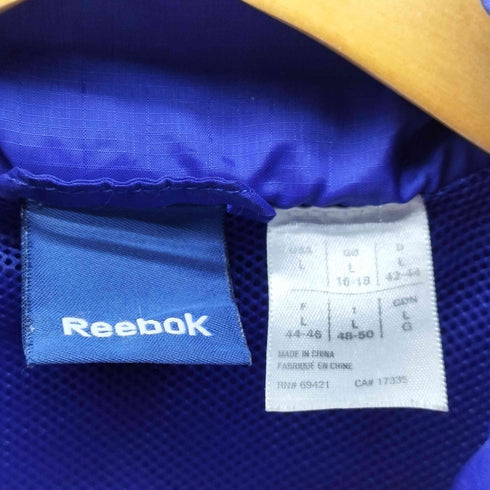 Reebok
USA GB D
L L L
16-18 42-44
F I CDN
L L L
44-46 48-50 G
MADE IN CHINA
FABRIQUÉ EN CHINE
RN# 69421 CA# 17335